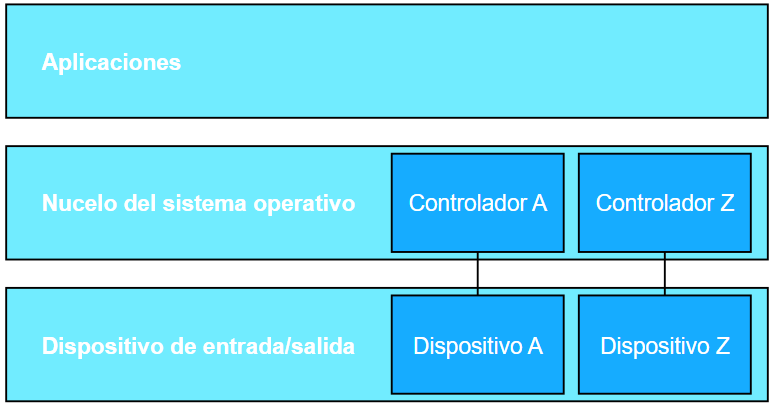 Aplicaciones
Nucelo del sistema operativo
Controlador A
Controlador Z
Dispositivo de entrada/salida
Dispositivo A
Dispositivo Z